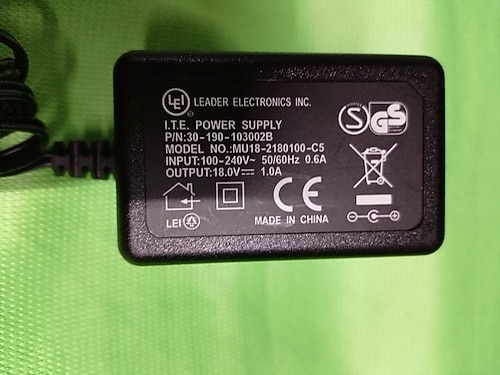 LEI LEADER ELECTRONICS INC.
I.T.E. POWER SUPPLY
P/N:30-190-103002B
MODEL NO.:MU18-2180100-C5
INPUT:100-240V~ 50/60Hz 0.6A
OUTPUT:18.0V⎓ 1.0A
S GS
CE
LEI
MADE IN CHINA